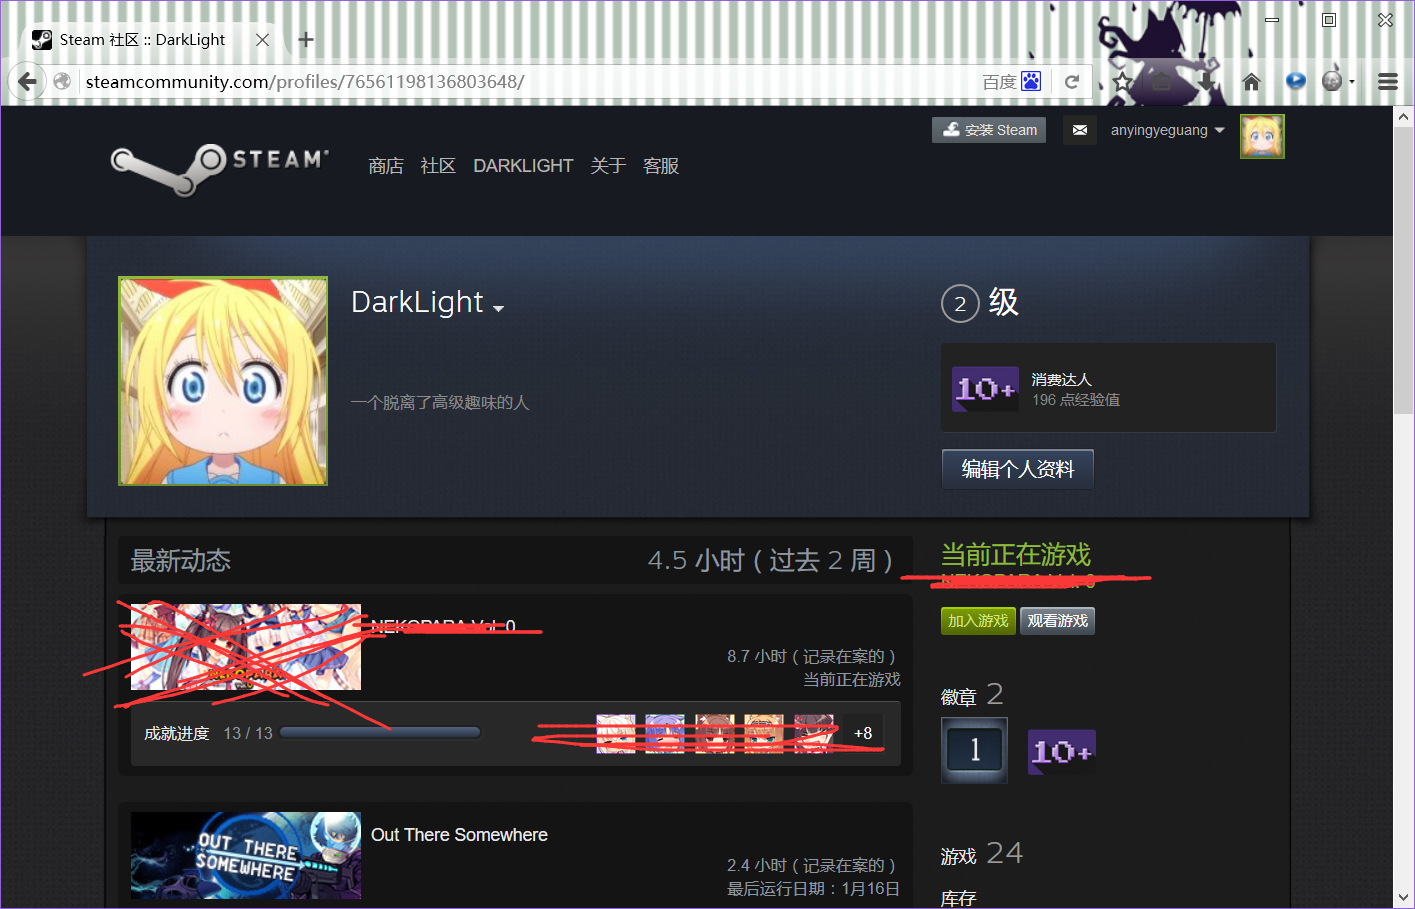 Steam 社区 :: DarkLight
steamcommunity.com/profiles/76561198136803648/
百度
安装 Steam
anyingyeguang
STEAM
商店 社区 DARKLIGHT 关于 客服
DarkLight
一个脱离了高级趣味的人
2 级
10+
消费达人
196 点经验值
编辑个人资料
最新动态
4.5 小时 ( 过去 2 周 )
NEKOPARA Vol. 0
8.7 小时 ( 记录在案的 )
当前正在游戏
成就进度 13 / 13
+8
OUT THERE
SOMEWHERE
Out There Somewhere
2.4 小时 ( 记录在案的 )
最后运行日期：1月16日
当前正在游戏
NEKOPARA Vol. 0
加入游戏 观看游戏
徽章 2
1
10+
游戏 24
库存